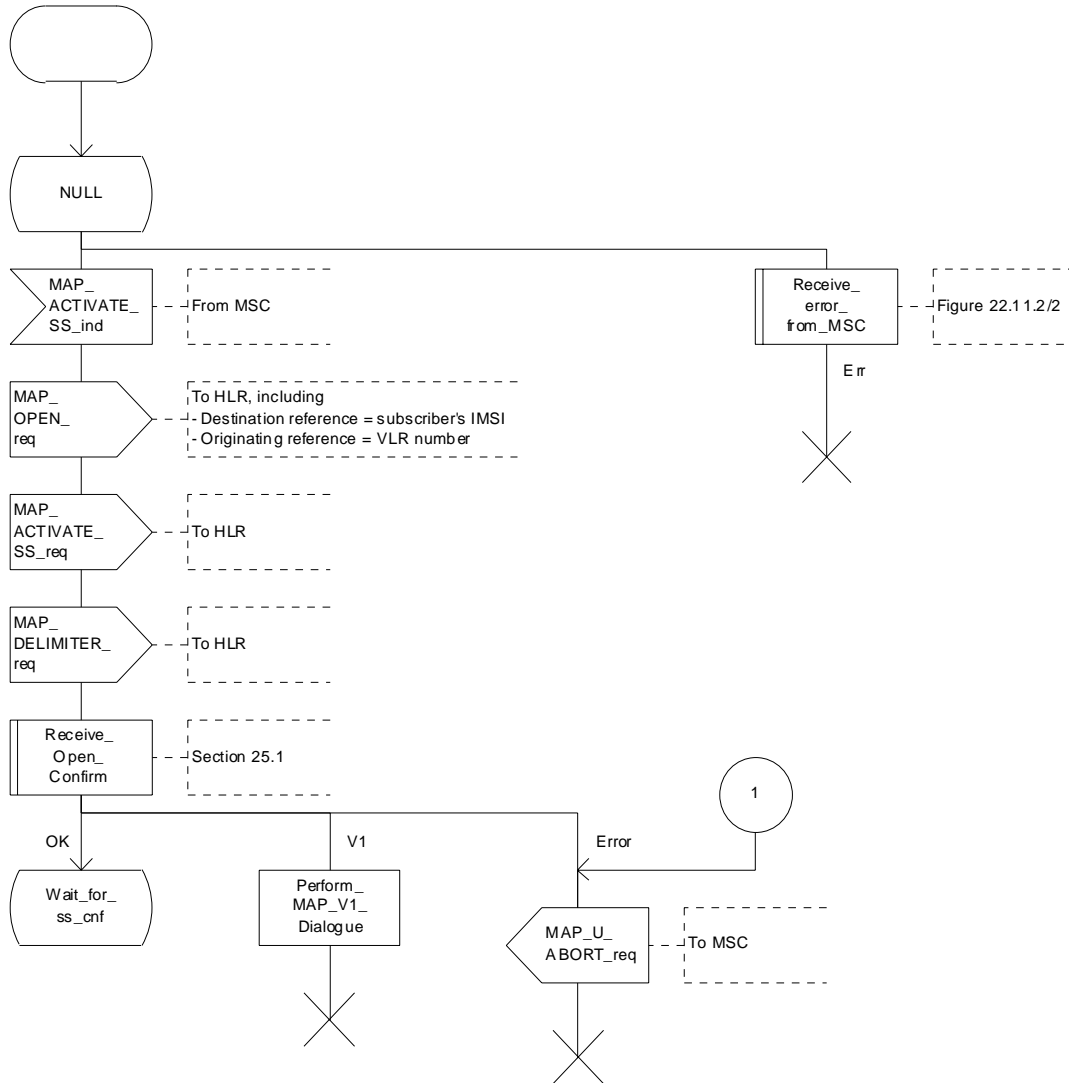 NULL
MAP_
ACTIVATE_
SS_ind
From MSC
Receive_
error_
from_MSC
Figure 22.11.2/2
Err
MAP_
OPEN_
req
To HLR, including
- Destination reference = subscriber's IMSI
- Originating reference = VLR number
MAP_
ACTIVATE_
SS_req
To HLR
MAP_
DELIMITER_
req
To HLR
Receive_
Open_
Confirm
Section 25.1
1
OK
V1
Error
Wait_for_
ss_cnf
Perform_
MAP_V1_
Dialogue
MAP_U_
ABORT_req
To MSC